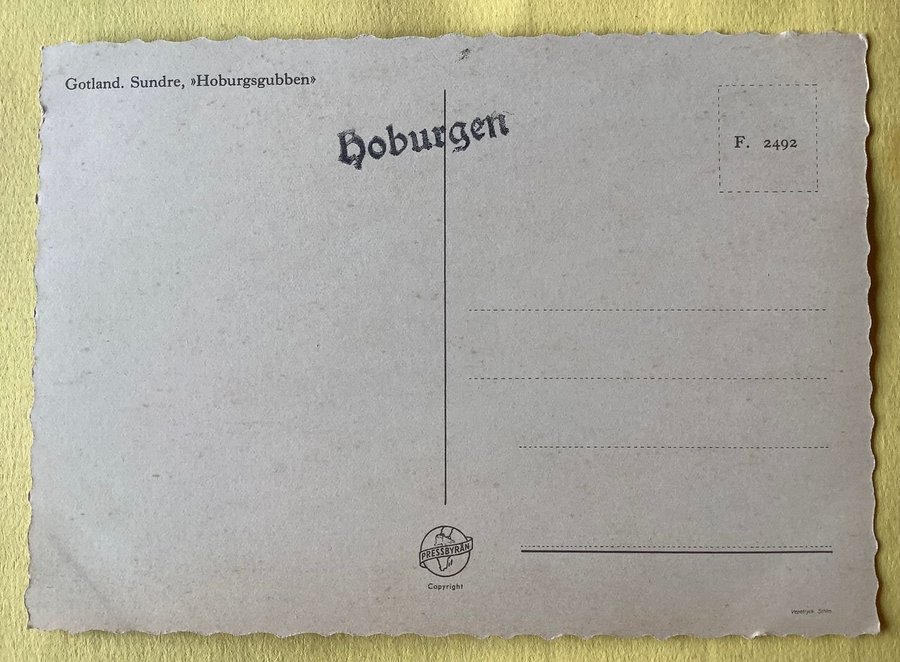 Gotland. Sundre, »Hoburgsgubben»
Hoburgen
F. 2492
PRESSBYRÅN
Copyright